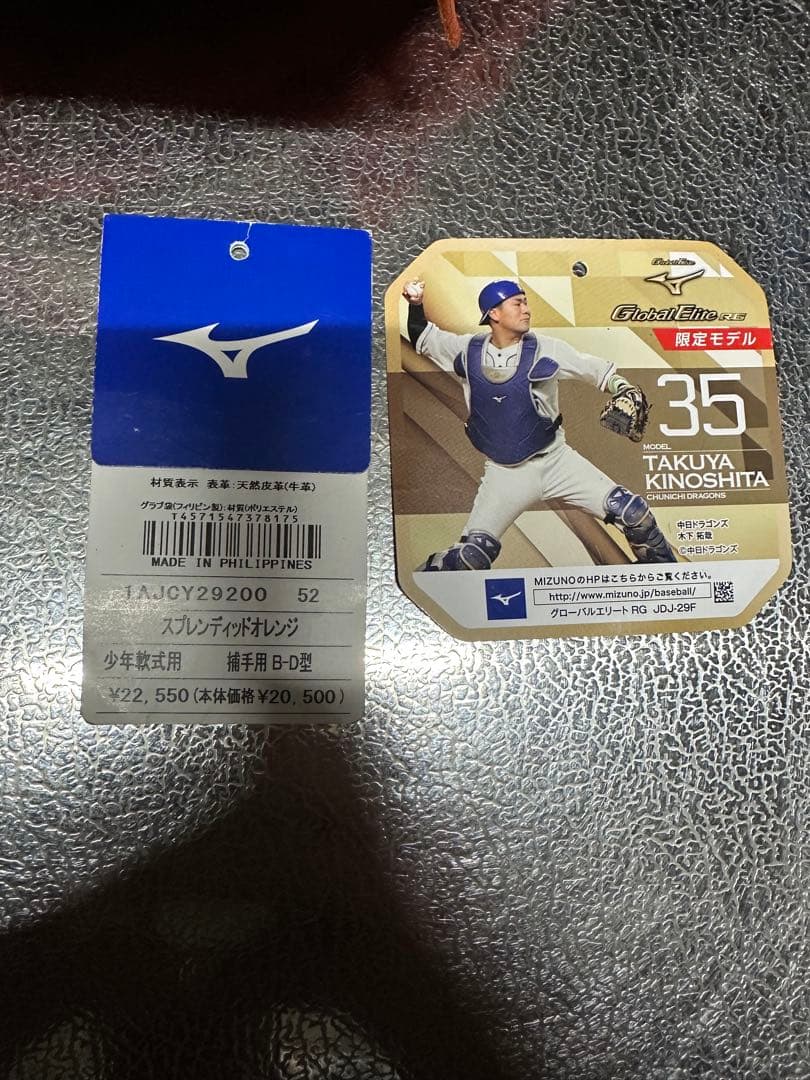 材質表示 表革:天然皮革(牛革)
グラブ袋(フィリピン製):材質(ポリエステル)
T4571547378175
MADE IN PHILIPPINES
1AJCY29200 52
スプレンディッドオレンジ
少年軟式用 捕手用 B-D型
¥22,550(本体価格¥20,500)
Global Elite
Global Elite RG
限定モデル
35
MODEL
TAKUYA
KINOSHITA
CHUNICHI DRAGONS
中日ドラゴンズ
木下 拓哉
©中日ドラゴンズ
MIZUNOのHPはこちらからご覧ください。
http://www.mizuno.jp/baseball/
グローバルエリート RG JDJ-29F